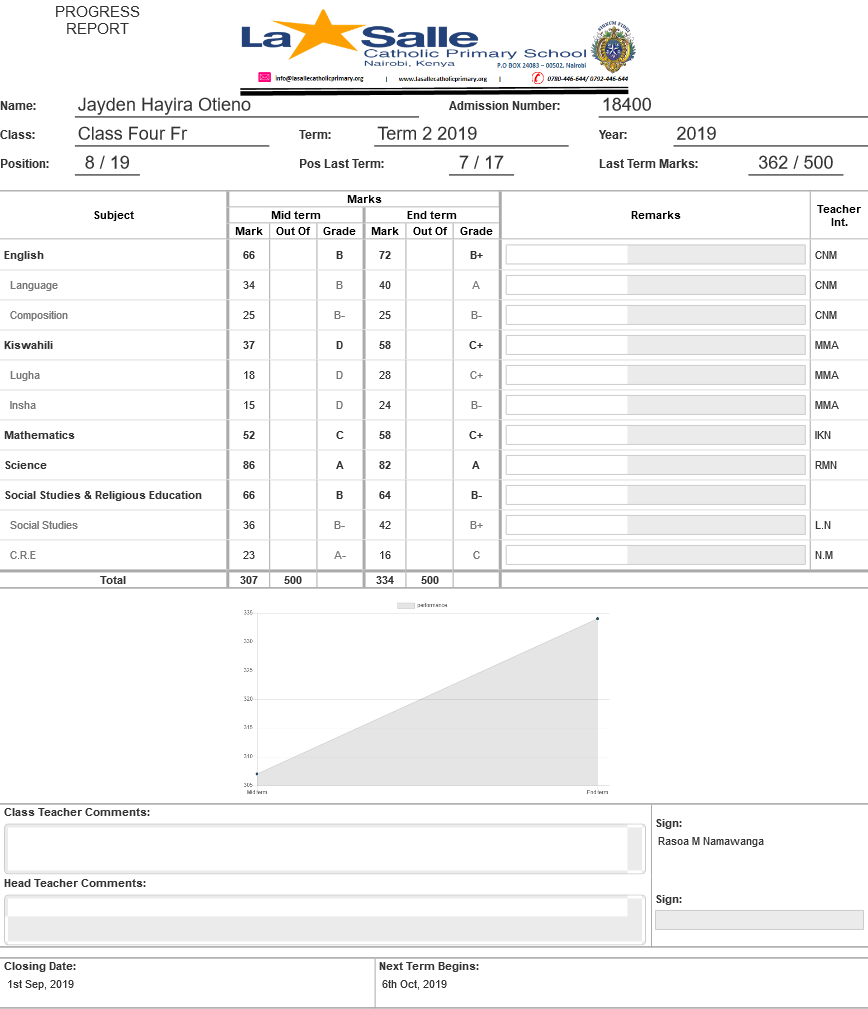 PROGRESS
REPORT
La Salle
Catholic Primary School
Nairobi, Kenya
P.O BOX 24083 – 00502, Nairobi
info@lasallecatholicprimary.org | www.lasallecatholicprimary.org | 0780-446-644/ 0792-446-644
Name: Jayden Hayira Otieno Admission Number: 18400
Class: Class Four Fr Term: Term 2 2019 Year: 2019
Position: 8 / 19 Pos Last Term: 7 / 17 Last Term Marks: 362 / 500
Marks
Subject Mid term End term Remarks Teacher Int.
Mark Out Of Grade Mark Out Of Grade
English 66 B 72 B+ CNM
Language 34 B 40 A CNM
Composition 25 B- 25 B- CNM
Kiswahili 37 D 58 C+ MMA
Lugha 18 D 28 C+ MMA
Insha 15 D 24 B- MMA
Mathematics 52 C 58 C+ IKN
Science 86 A 82 A RMN
Social Studies & Religious Education 66 B 64 B-
Social Studies 36 B- 42 B+ L.N
C.R.E 23 A- 16 C N.M
Total 307 500 334 500
performance
335
330
325
320
315
310
305
Mid term End term
Class Teacher Comments:
Sign:
Rasoa M Namawanga
Head Teacher Comments:
Sign:
Closing Date: Next Term Begins:
1st Sep, 2019 6th Oct, 2019